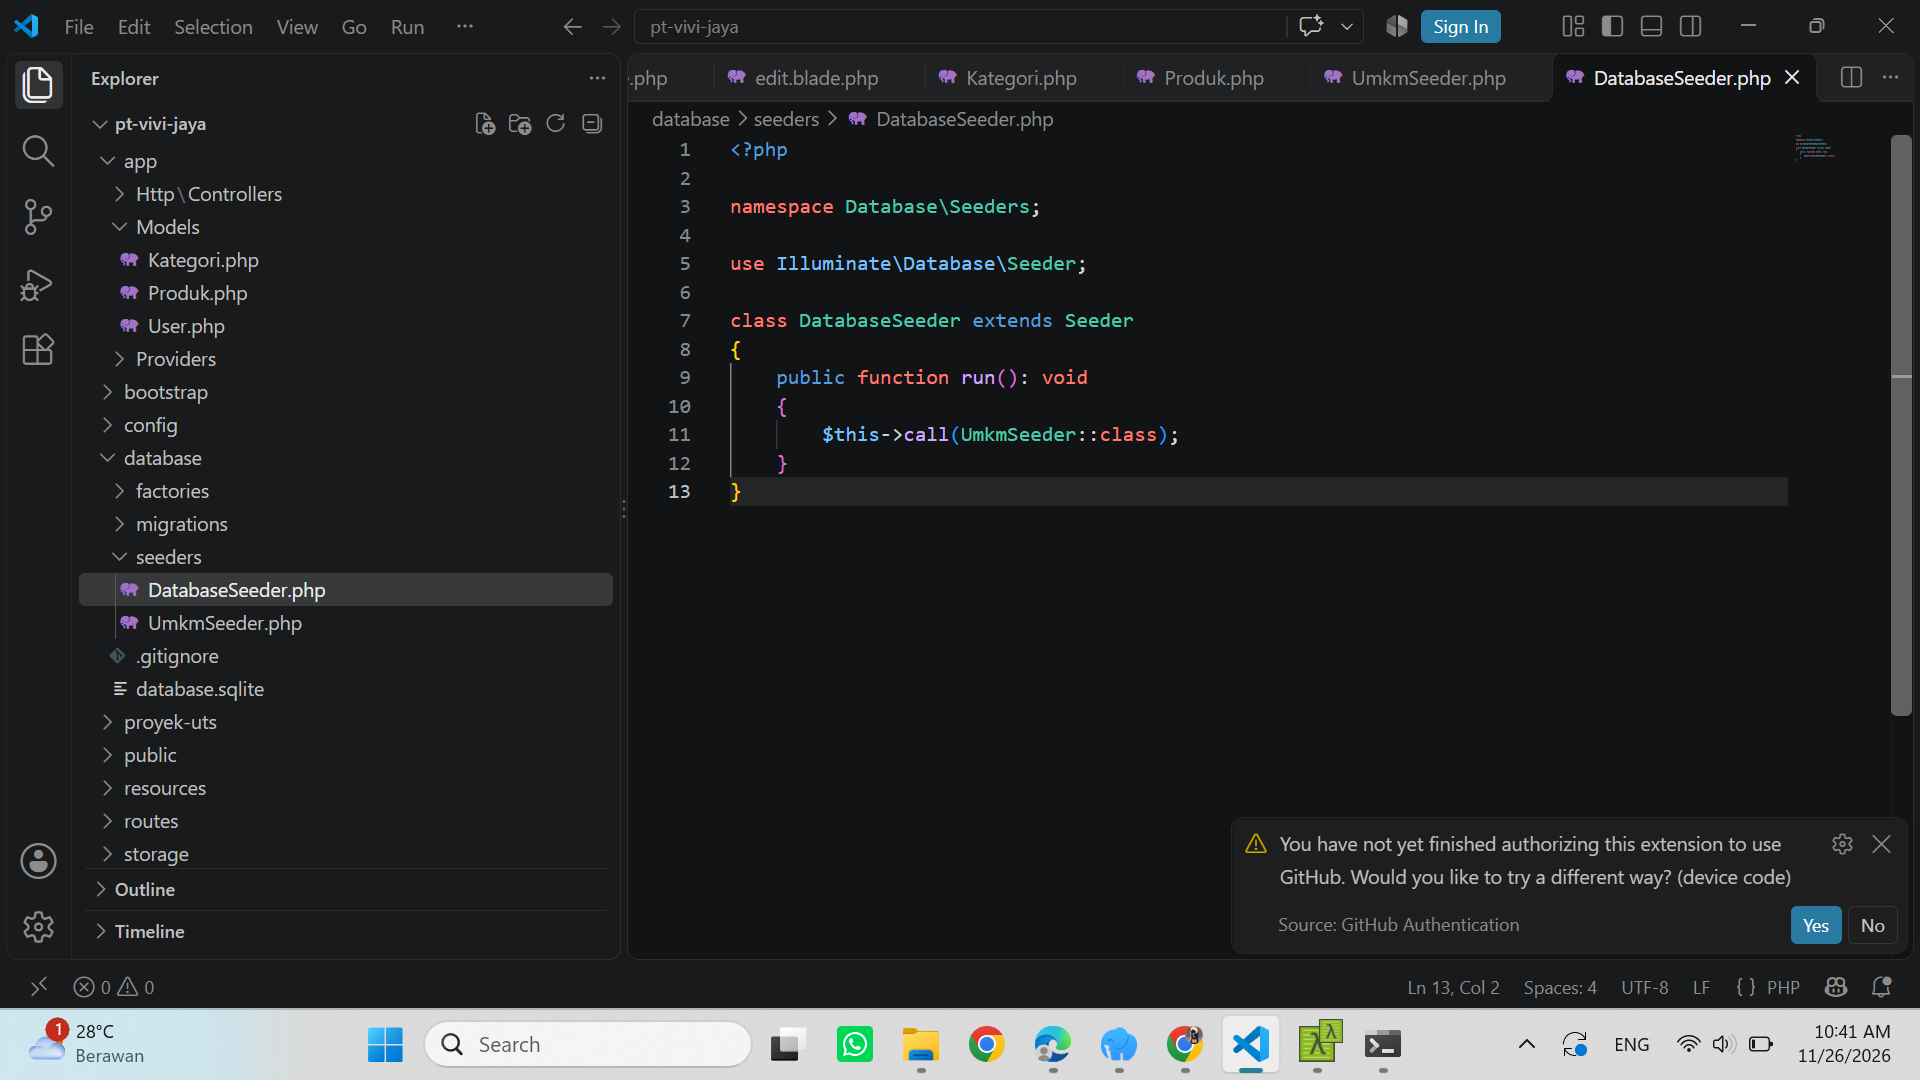 File Edit Selection View Go Run ···
pt-vivi-jaya
Sign In
Explorer
pt-vivi-jaya
app
Http\Controllers
Models
Kategori.php
Produk.php
User.php
Providers
bootstrap
config
database
factories
migrations
seeders
DatabaseSeeder.php
UmkmSeeder.php
.gitignore
database.sqlite
proyek-uts
public
resources
routes
storage
Outline
Timeline
.php edit.blade.php Kategori.php Produk.php UmkmSeeder.php DatabaseSeeder.php
database > seeders > DatabaseSeeder.php
1 <?php
2
3 namespace Database\Seeders;
4
5 use Illuminate\Database\Seeder;
6
7 class DatabaseSeeder extends Seeder
8 {
9 public function run(): void
10 {
11 $this->call(UmkmSeeder::class);
12 }
13 }
You have not yet finished authorizing this extension to use
GitHub. Would you like to try a different way? (device code)
Source: GitHub Authentication
Yes No
0 0
Ln 13, Col 2 Spaces: 4 UTF-8 LF { } PHP
1
28°C
Berawan
Search
ENG
10:41 AM
11/26/2026